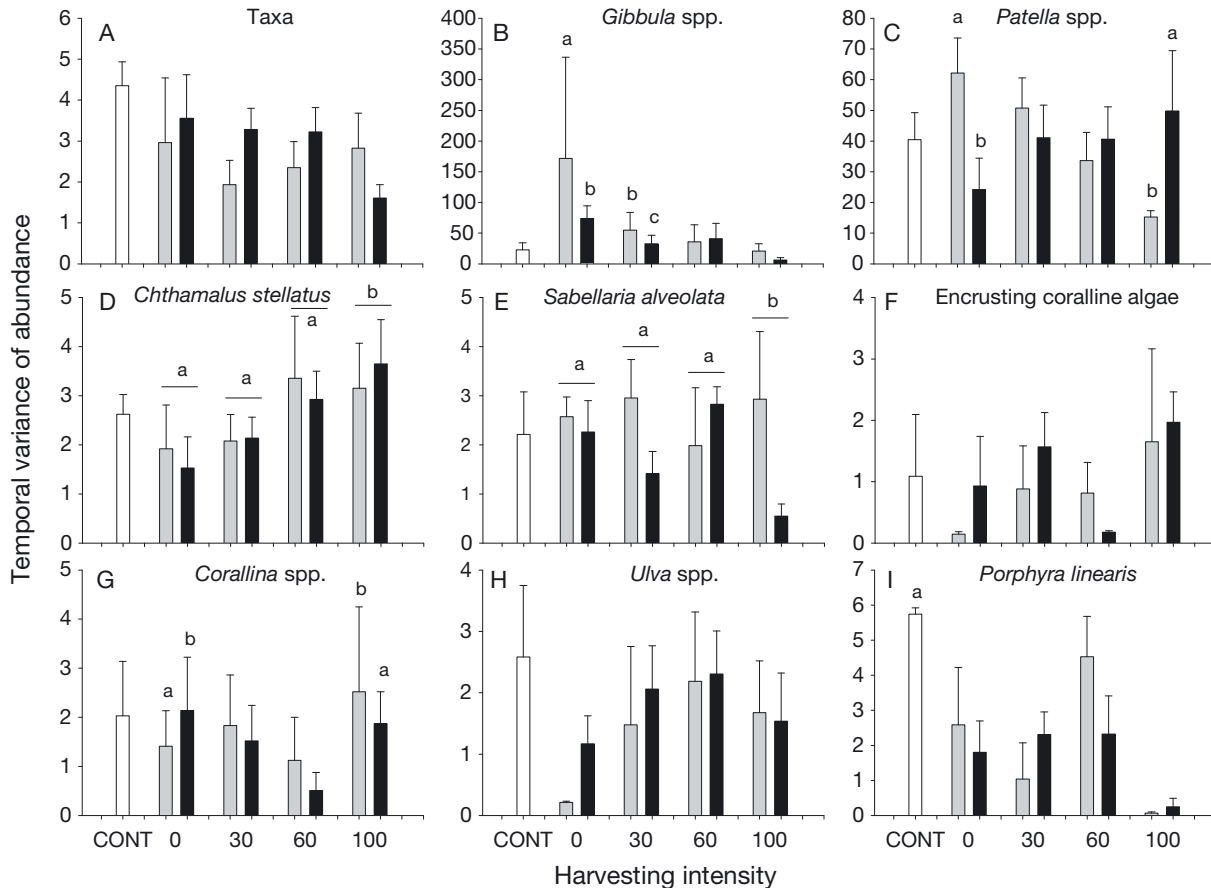 Temporal variance of abundance
A
Taxa
6
5
4
3
2
1
0
B
Gibbula spp.
400
350
300
250
200
150
100
50
0
a
b
b
c
C
Patella spp.
80
70
60
50
40
30
20
10
0
a
b
b
a
D
Chthamalus stellatus
5
4
3
2
1
0
a
a
a
b
E
Sabellaria alveolata
5
4
3
2
1
0
a
a
a
b
F
Encrusting coralline algae
4
3
2
1
0
G
Corallina spp.
5
4
3
2
1
0
a
b
b
a
CONT 0 30 60 100
H
Ulva spp.
4
3
2
1
0
CONT 0 30 60 100
I
Porphyra linearis
7
6
5
4
3
2
1
0
a
CONT 0 30 60 100
Harvesting intensity